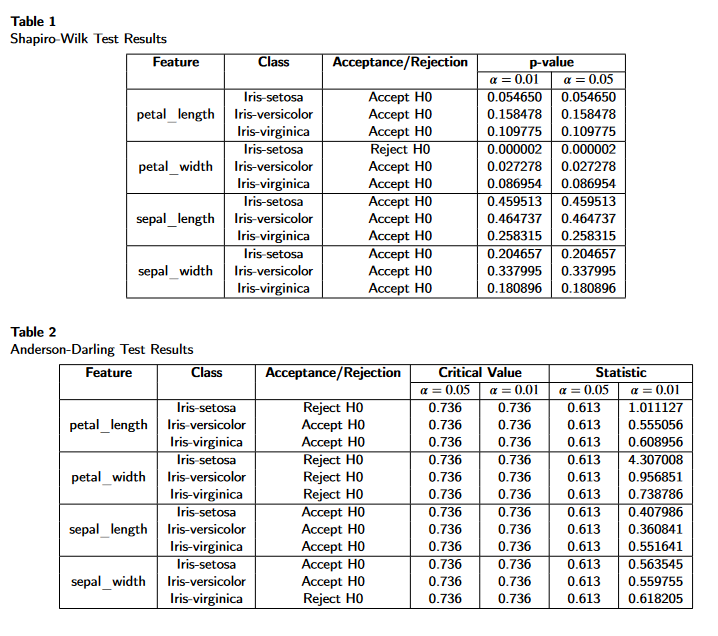 Table 1
Shapiro-Wilk Test Results
Feature Class Acceptance/Rejection p-value
α = 0.01 α = 0.05
Iris-setosa Accept H0 0.054650 0.054650
petal_length Iris-versicolor Accept H0 0.158478 0.158478
Iris-virginica Accept H0 0.109775 0.109775
Iris-setosa Reject H0 0.000002 0.000002
petal_width Iris-versicolor Accept H0 0.027278 0.027278
Iris-virginica Accept H0 0.086954 0.086954
Iris-setosa Accept H0 0.459513 0.459513
sepal_length Iris-versicolor Accept H0 0.464737 0.464737
Iris-virginica Accept H0 0.258315 0.258315
Iris-setosa Accept H0 0.204657 0.204657
sepal_width Iris-versicolor Accept H0 0.337995 0.337995
Iris-virginica Accept H0 0.180896 0.180896
Table 2
Anderson-Darling Test Results
Feature Class Acceptance/Rejection Critical Value Statistic
α = 0.05 α = 0.01 α = 0.05 α = 0.01
Iris-setosa Reject H0 0.736 0.736 0.613 1.011127
petal_length Iris-versicolor Accept H0 0.736 0.736 0.613 0.555056
Iris-virginica Accept H0 0.736 0.736 0.613 0.608956
Iris-setosa Reject H0 0.736 0.736 0.613 4.307008
petal_width Iris-versicolor Reject H0 0.736 0.736 0.613 0.956851
Iris-virginica Reject H0 0.736 0.736 0.613 0.738786
Iris-setosa Accept H0 0.736 0.736 0.613 0.407986
sepal_length Iris-versicolor Accept H0 0.736 0.736 0.613 0.360841
Iris-virginica Accept H0 0.736 0.736 0.613 0.551641
Iris-setosa Accept H0 0.736 0.736 0.613 0.563545
sepal_width Iris-versicolor Accept H0 0.736 0.736 0.613 0.559755
Iris-virginica Reject H0 0.736 0.736 0.613 0.618205